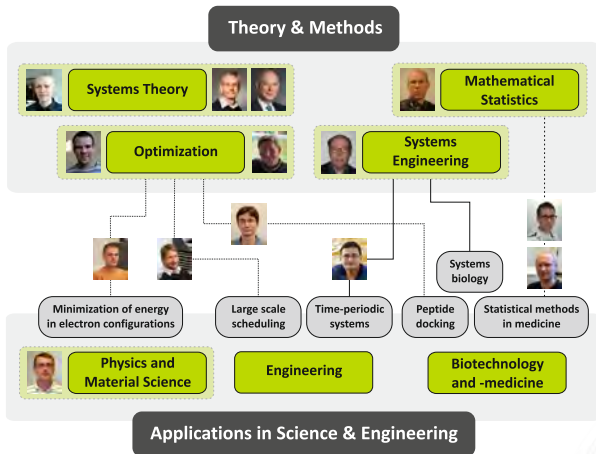 Theory & Methods
Systems Theory
Mathematical
Statistics
Optimization
Systems
Engineering
Systems
biology
Minimization of energy
in electron configurations
Large scale
scheduling
Time-periodic
systems
Peptide
docking
Statistical methods
in medicine
Physics and
Material Science
Engineering
Biotechnology
and -medicine
Applications in Science & Engineering